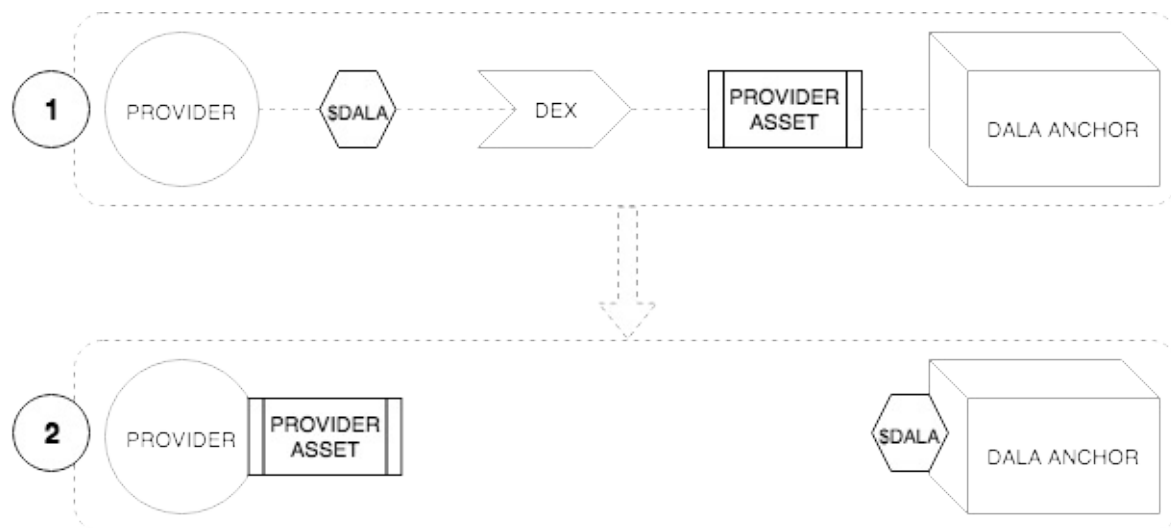 1
PROVIDER
$DALA
DEX
PROVIDER
ASSET
DALA ANCHOR
2
PROVIDER
PROVIDER
ASSET
$DALA
DALA ANCHOR